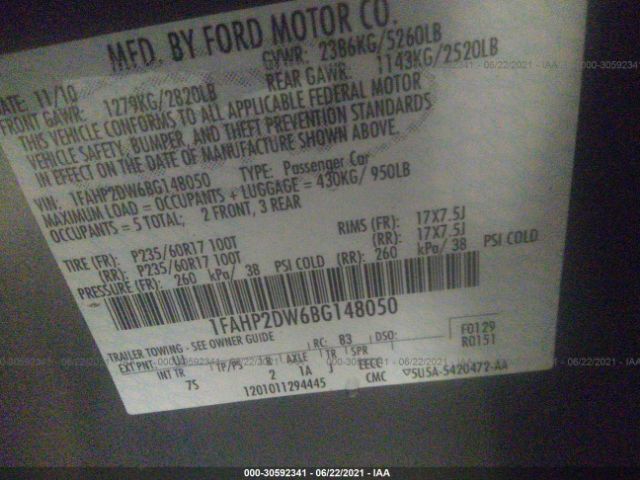 MFD. BY FORD MOTOR CO.
DATE: 11/10 GVWR: 2386KG/5260LB
FRONT GAWR: 1279KG/2820LB REAR GAWR: 1143KG/2520LB
THIS VEHICLE CONFORMS TO ALL APPLICABLE FEDERAL MOTOR
VEHICLE SAFETY, BUMPER, AND THEFT PREVENTION STANDARDS
IN EFFECT ON THE DATE OF MANUFACTURE SHOWN ABOVE.
VIN: 1FAHP2DW6BG148050 TYPE: Passenger Car
MAXIMUM LOAD = OCCUPANTS + LUGGAGE = 430KG/ 950LB
OCCUPANTS = 5 TOTAL; 2 FRONT, 3 REAR
TIRE (FR): P235/60R17 100T RIMS (FR): 17X7.5J
(RR): P235/60R17 100T (RR): 17X7.5J
PRESSURE (FR): 260 kPa/ 38 PSI COLD (RR): 260 kPa/ 38 PSI COLD
1FAHP2DW6BG148050
TRAILER TOWING - SEE OWNER GUIDE F0129
EXT PNT: RC: 83 DSO: R0151
INT TR TP/PS R AXLE TR SPR
7S 2 1A J EECC
1201011294445 CMC 5U5A-5420472-AA
000-30592341 - 06/22/2021 - IAA